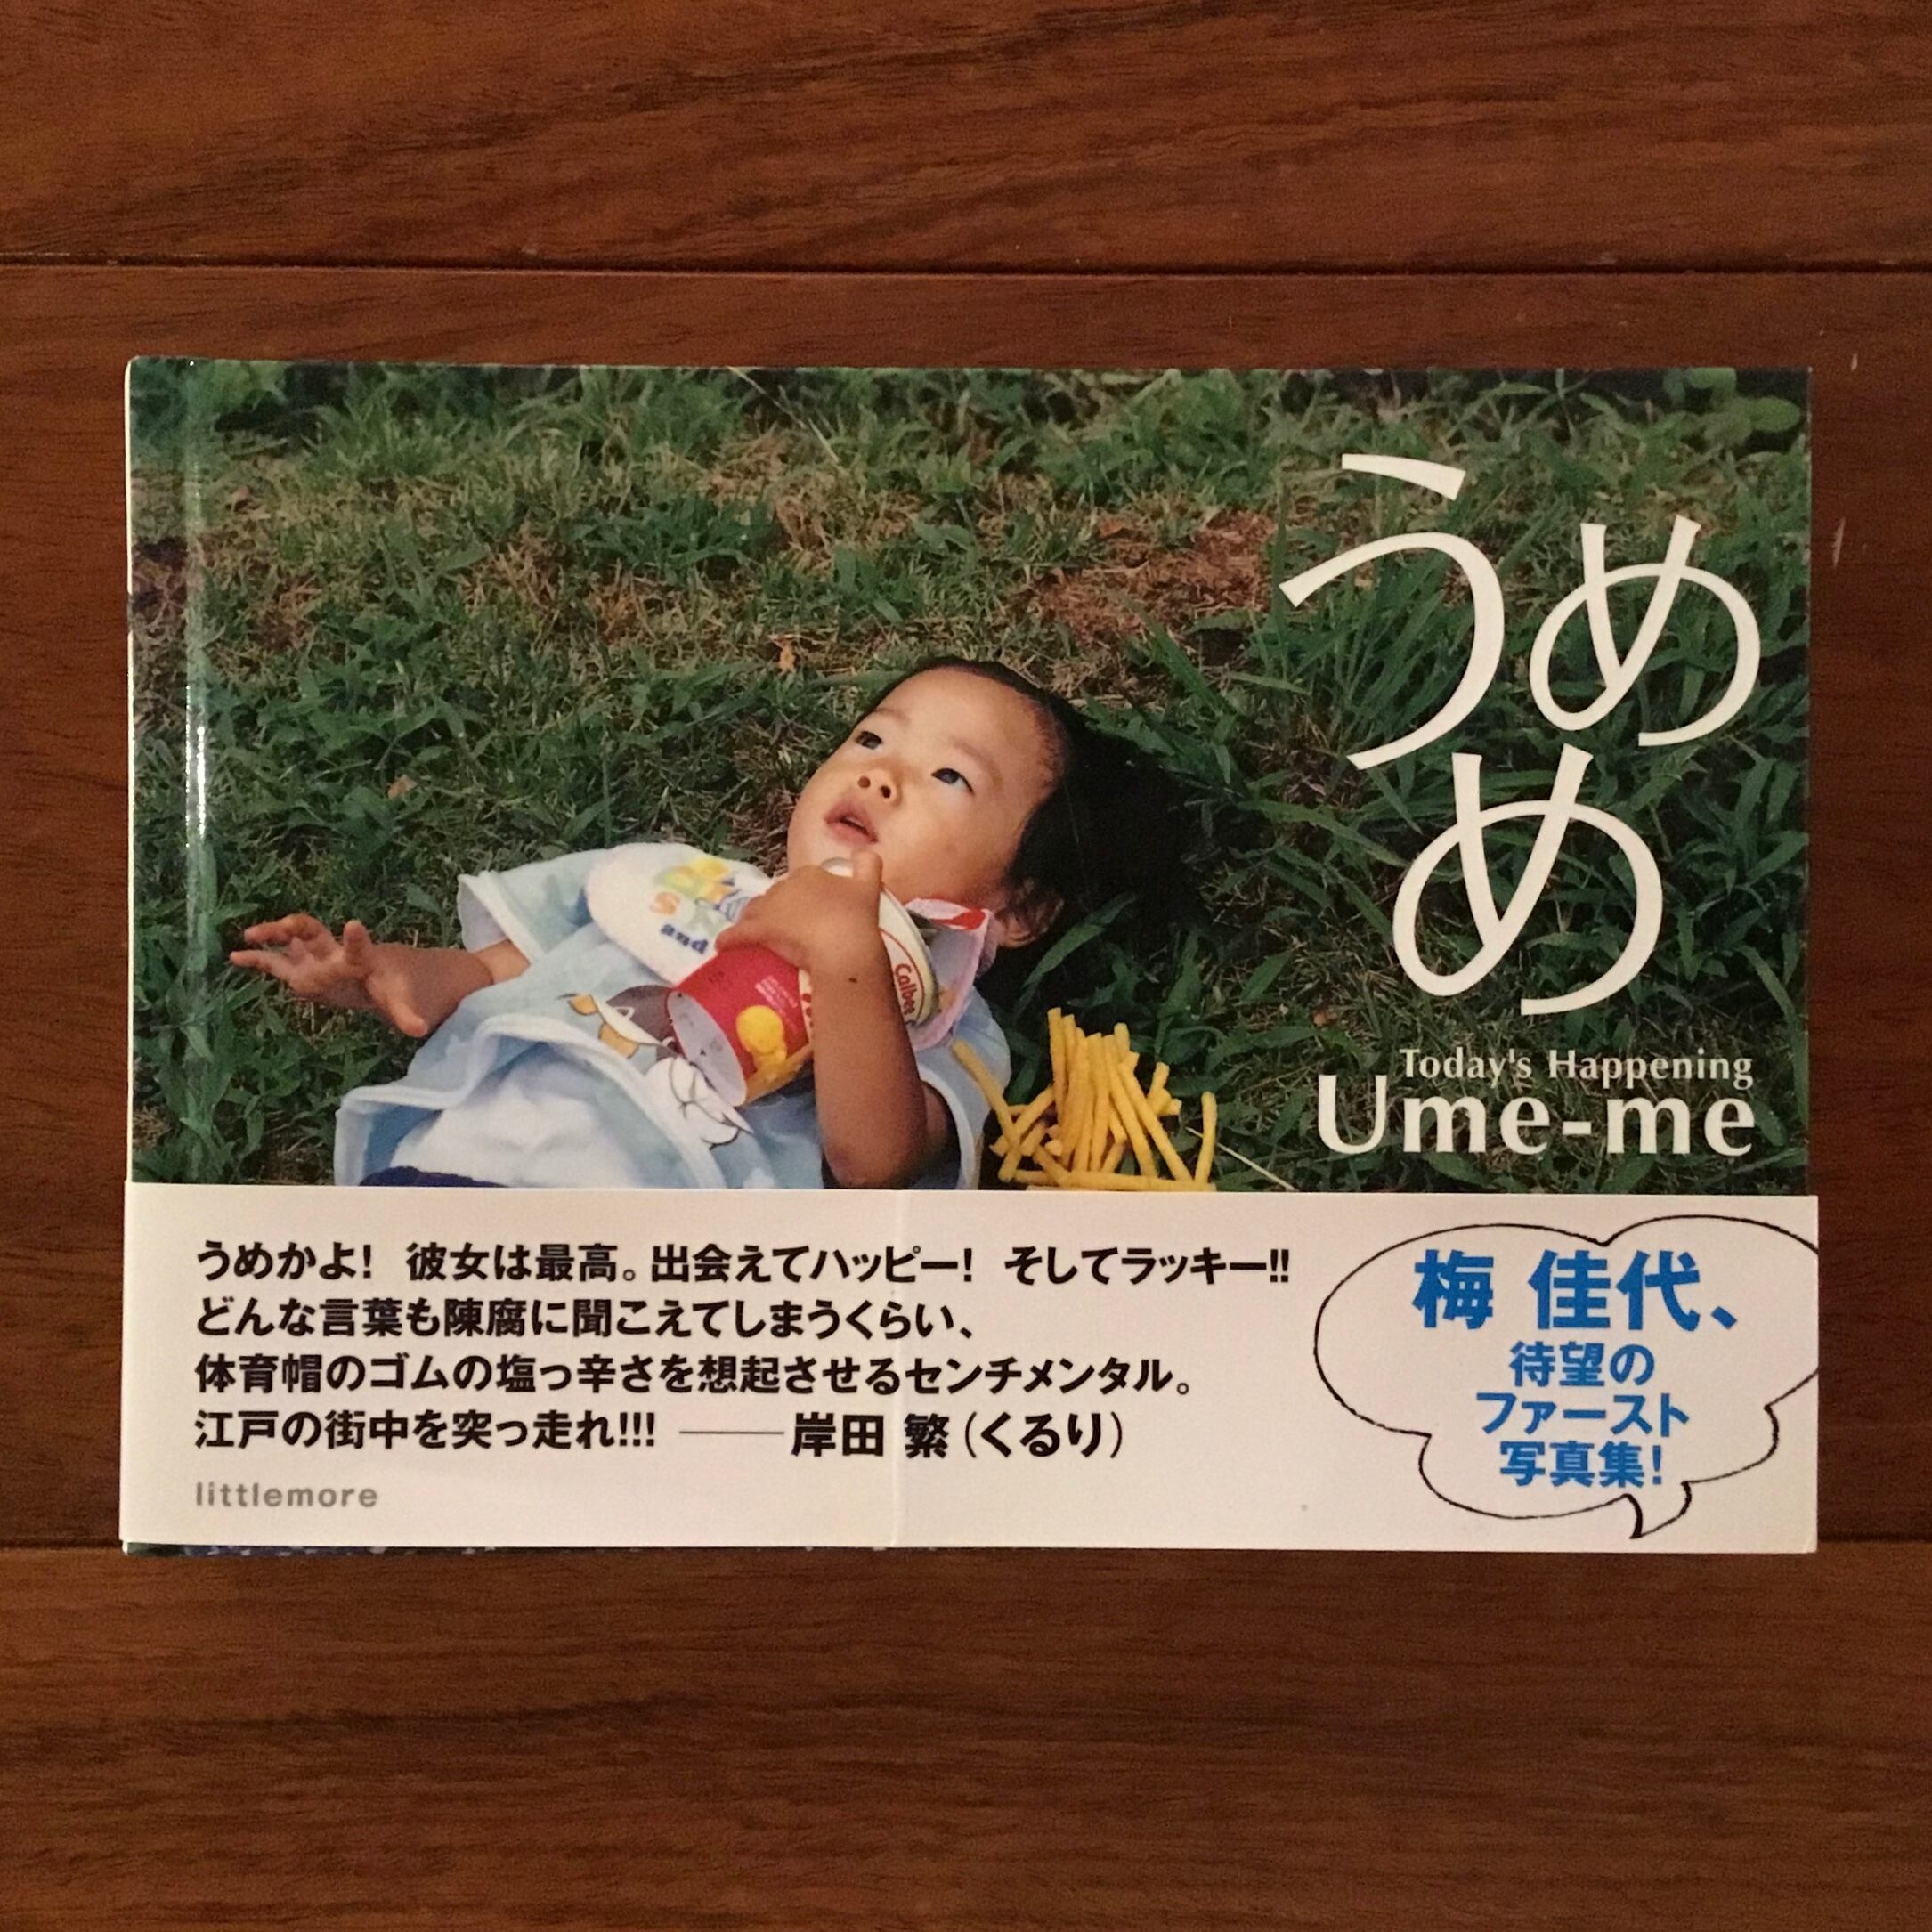 うめ
め
Today's Happening
Ume-me
and
Calbee
うめかよ！ 彼女は最高。出会えてハッピー！ そしてラッキー!!
どんな言葉も陳腐に聞こえてしまうくらい、
体育帽のゴムの塩っ辛さを想起させるセンチメンタル。
江戸の街中を突っ走れ!!! ――岸田 繁（くるり）
littlemore
梅 佳代、
待望の
ファースト
写真集！